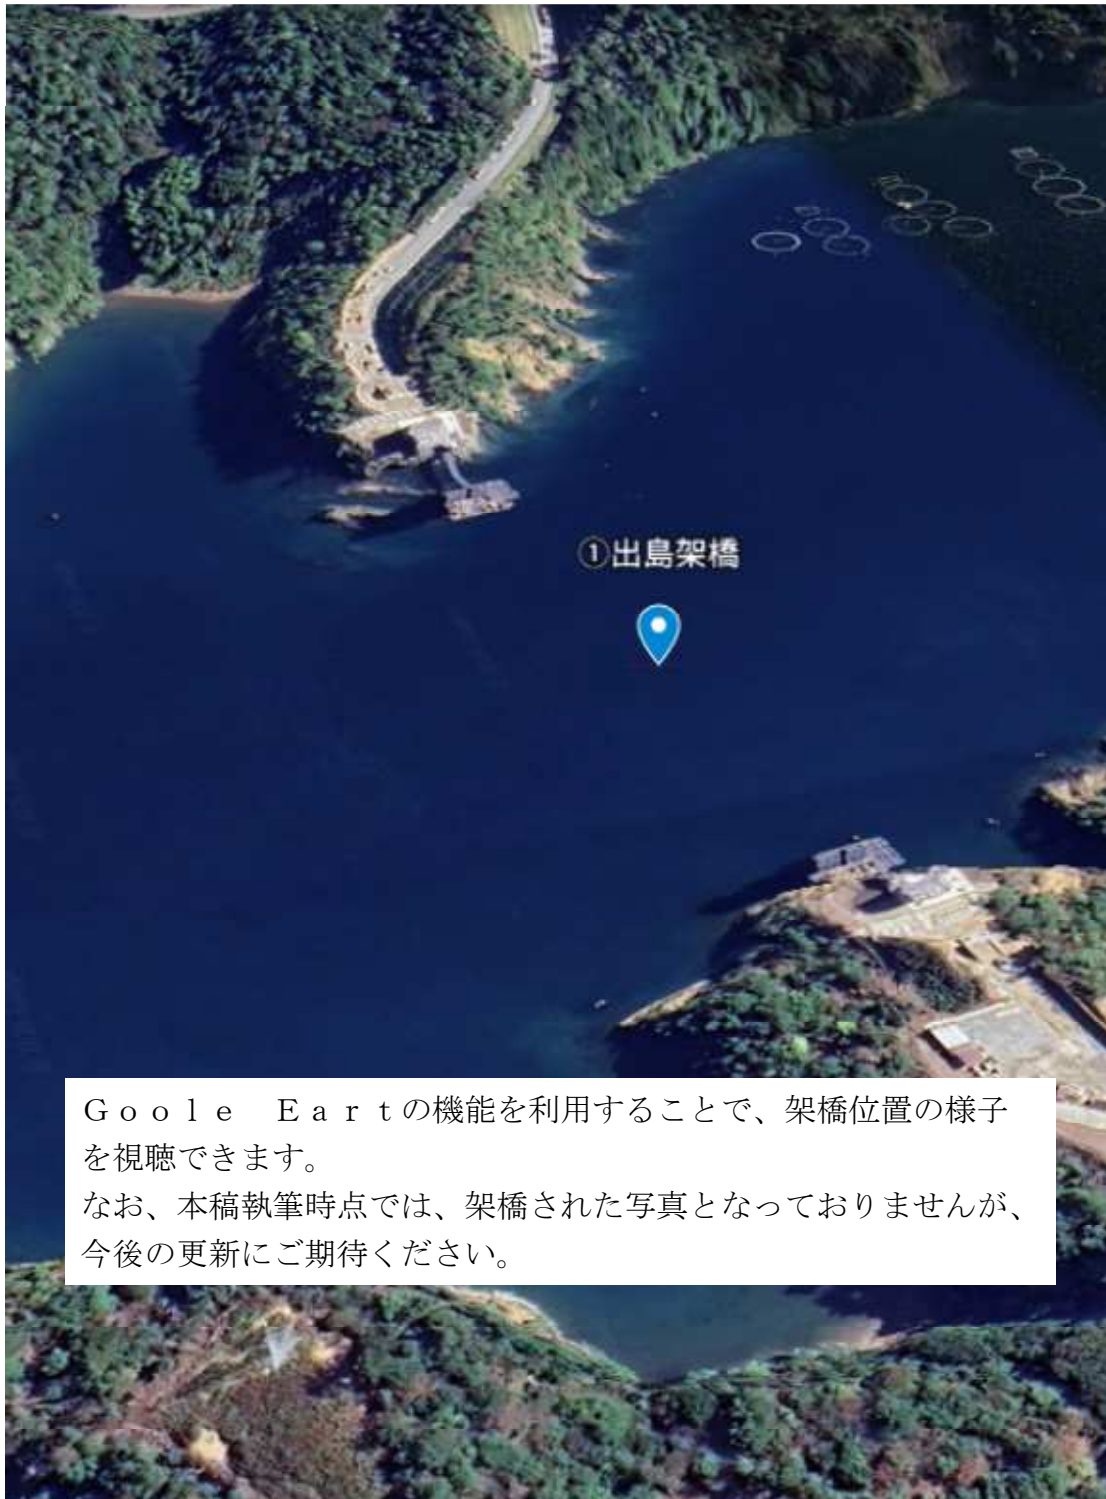 ①出島架橋
Ｇｏｏｌｅ　Ｅａｒｔの機能を利用することで、架橋位置の様子
を視聴できます。
なお、本稿執筆時点では、架橋された写真となっておりませんが、
今後の更新にご期待ください。